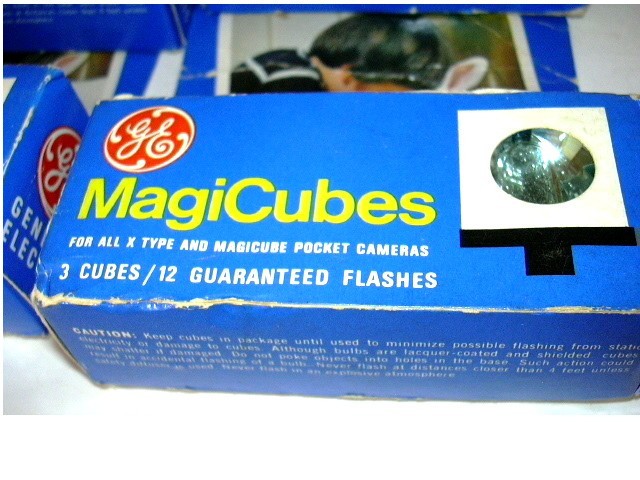 GE
MagiCubes
FOR ALL X TYPE AND MAGICUBE POCKET CAMERAS
3 CUBES/12 GUARANTEED FLASHES
GEN
ELEC
CAUTION: Keep cubes in package until used to minimize possible flashing from stati
electricity or damage to cubes. Although bulbs are lacquer-coated and shielded cubes
may shatter if damaged. Do not poke objects into holes in the base. Such action could
result in accidental flashing of a bulb. Never flash at distances closer than 4 feet unless
safety diffuser used. Never flash in an explosive atmosphere.